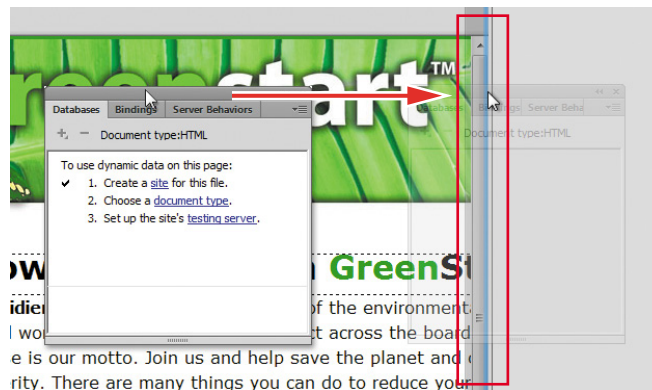 greenstart™
Databases Bindings Server Behaviors
Document type:HTML
To use dynamic data on this page:
✔ 1. Create a site for this file.
2. Choose a document type.
3. Set up the site's testing server.
Databases Bindings Server Beha
Document type:HTML
GreenSt
of the environment
t across the board
e is our motto. Join us and help save the planet and
rity. There are many things you can do to reduce your